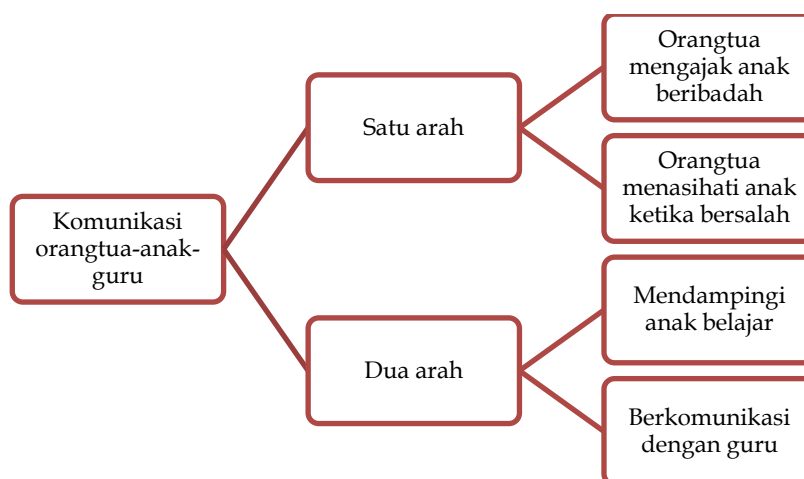 Orangtua
mengajak anak
beribadah
Satu arah
Orangtua
menasihati anak
ketika bersalah
Komunikasi
orangtua-anak-
guru
Mendampingi
anak belajar
Dua arah
Berkomunikasi
dengan guru